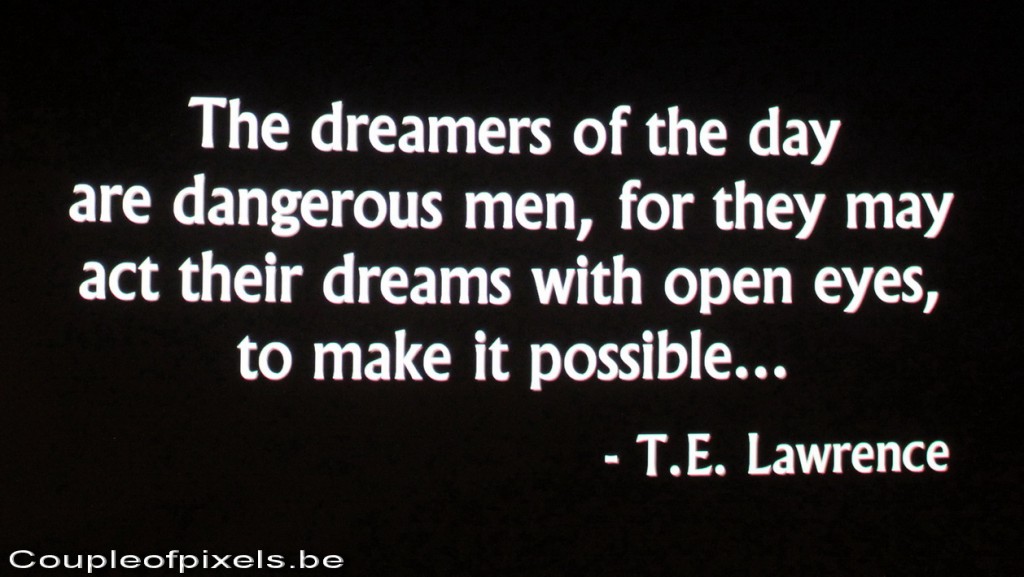 The dreamers of the day
are dangerous men, for they may
act their dreams with open eyes,
to make it possible...
- T.E. Lawrence
Coupleofpixels.be